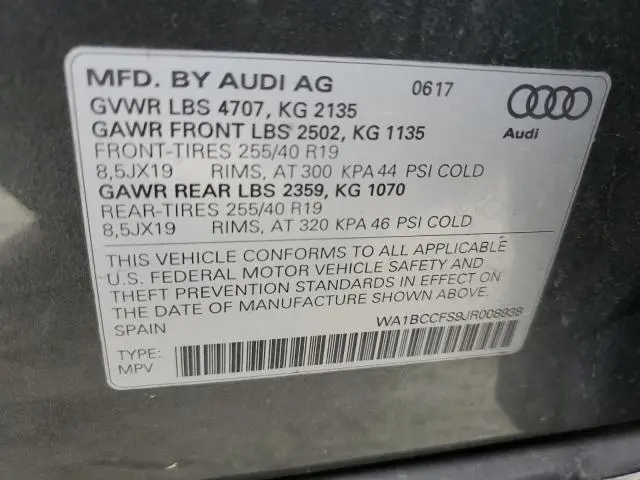 MFD. BY AUDI AG 0617
GVWR LBS 4707, KG 2135
GAWR FRONT LBS 2502, KG 1135
FRONT-TIRES 255/40 R19
8,5JX19 RIMS, AT 300 KPA 44 PSI COLD
GAWR REAR LBS 2359, KG 1070
REAR-TIRES 255/40 R19
8,5JX19 RIMS, AT 320 KPA 46 PSI COLD
Audi
THIS VEHICLE CONFORMS TO ALL APPLICABLE
U.S. FEDERAL MOTOR VEHICLE SAFETY AND
THEFT PREVENTION STANDARDS IN EFFECT ON
THE DATE OF MANUFACTURE SHOWN ABOVE.
SPAIN WA1BCCFS9JR008938
TYPE:
MPV